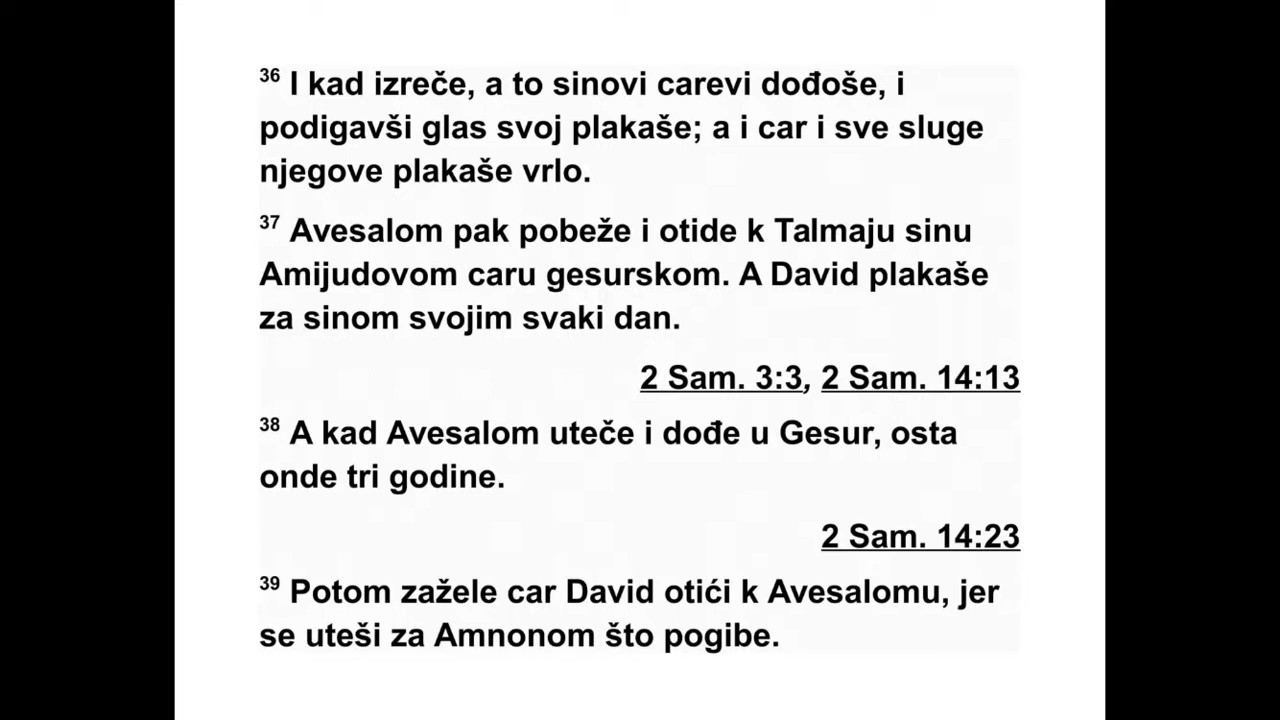 36 I kad izreče, a to sinovi carevi dođoše, i
podigavši glas svoj plakaše; a i car i sve sluge
njegove plakaše vrlo.
37 Avesalom pak pobeže i otide k Talmaju sinu
Amijudovom caru gesurskom. A David plakaše
za sinom svojim svaki dan.
2 Sam. 3:3, 2 Sam. 14:13
38 A kad Avesalom uteče i dođe u Gesur, osta
onde tri godine.
2 Sam. 14:23
39 Potom zažele car David otići k Avesalomu, jer
se uteši za Amnonom što pogibe.